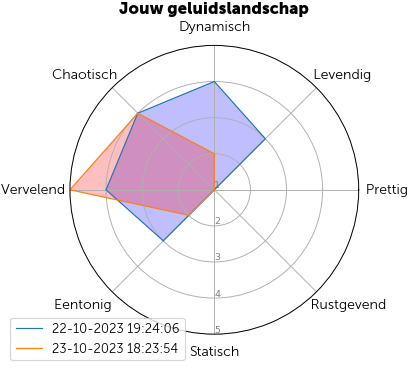 Jouw geluidslandschap
Dynamisch
Chaotisch
Levendig
Vervelend
Prettig
1
2
3
4
5
Eentonig
Rustgevend
Statisch
22-10-2023 19:24:06
23-10-2023 18:23:54